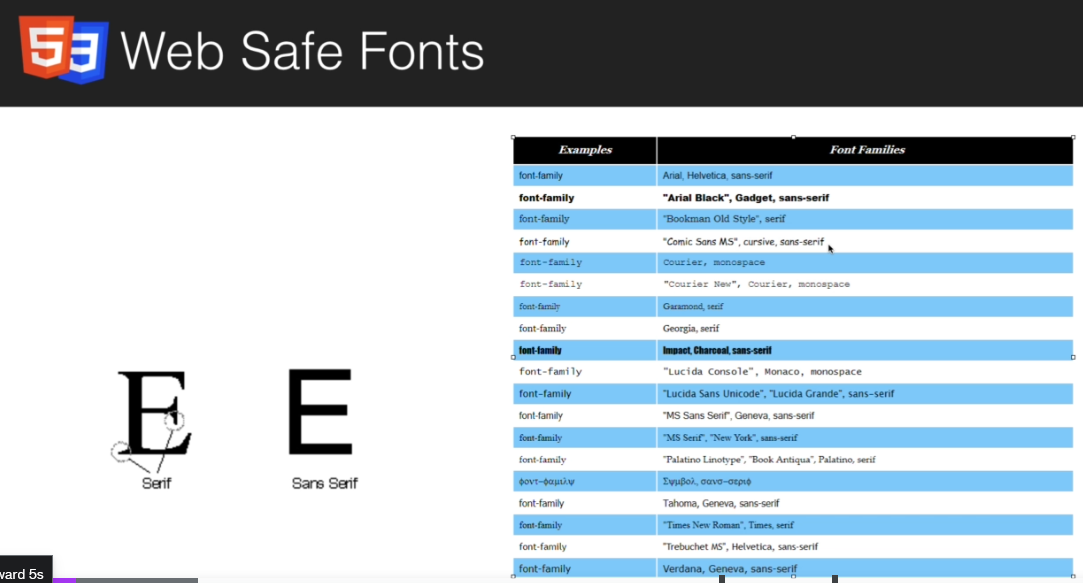 53 Web Safe Fonts
Examples Font Families
font-family Arial, Helvetica, sans-serif
font-family "Arial Black", Gadget, sans-serif
font-family "Bookman Old Style", serif
font-family "Comic Sans MS", cursive, sans-serif
font-family Courier, monospace
font-family "Courier New", Courier, monospace
font-family Garamond, serif
font-family Georgia, serif
font-family Impact, Charcoal, sans-serif
font-family "Lucida Console", Monaco, monospace
font-family "Lucida Sans Unicode", "Lucida Grande", sans-serif
font-family "MS Sans Serif", Geneva, sans-serif
font-family "MS Serif", "New York", sans-serif
font-family "Palatino Linotype", "Book Antiqua", Palatino, serif
φοντ-φαμιλψ Σψμβολ, σανσ-σεριφ
font-family Tahoma, Geneva, sans-serif
font-family "Times New Roman", Times, serif
font-family "Trebuchet MS", Helvetica, sans-serif
font-family Verdana, Geneva, sans-serif
E E
Serif Sans Serif
ward 5s